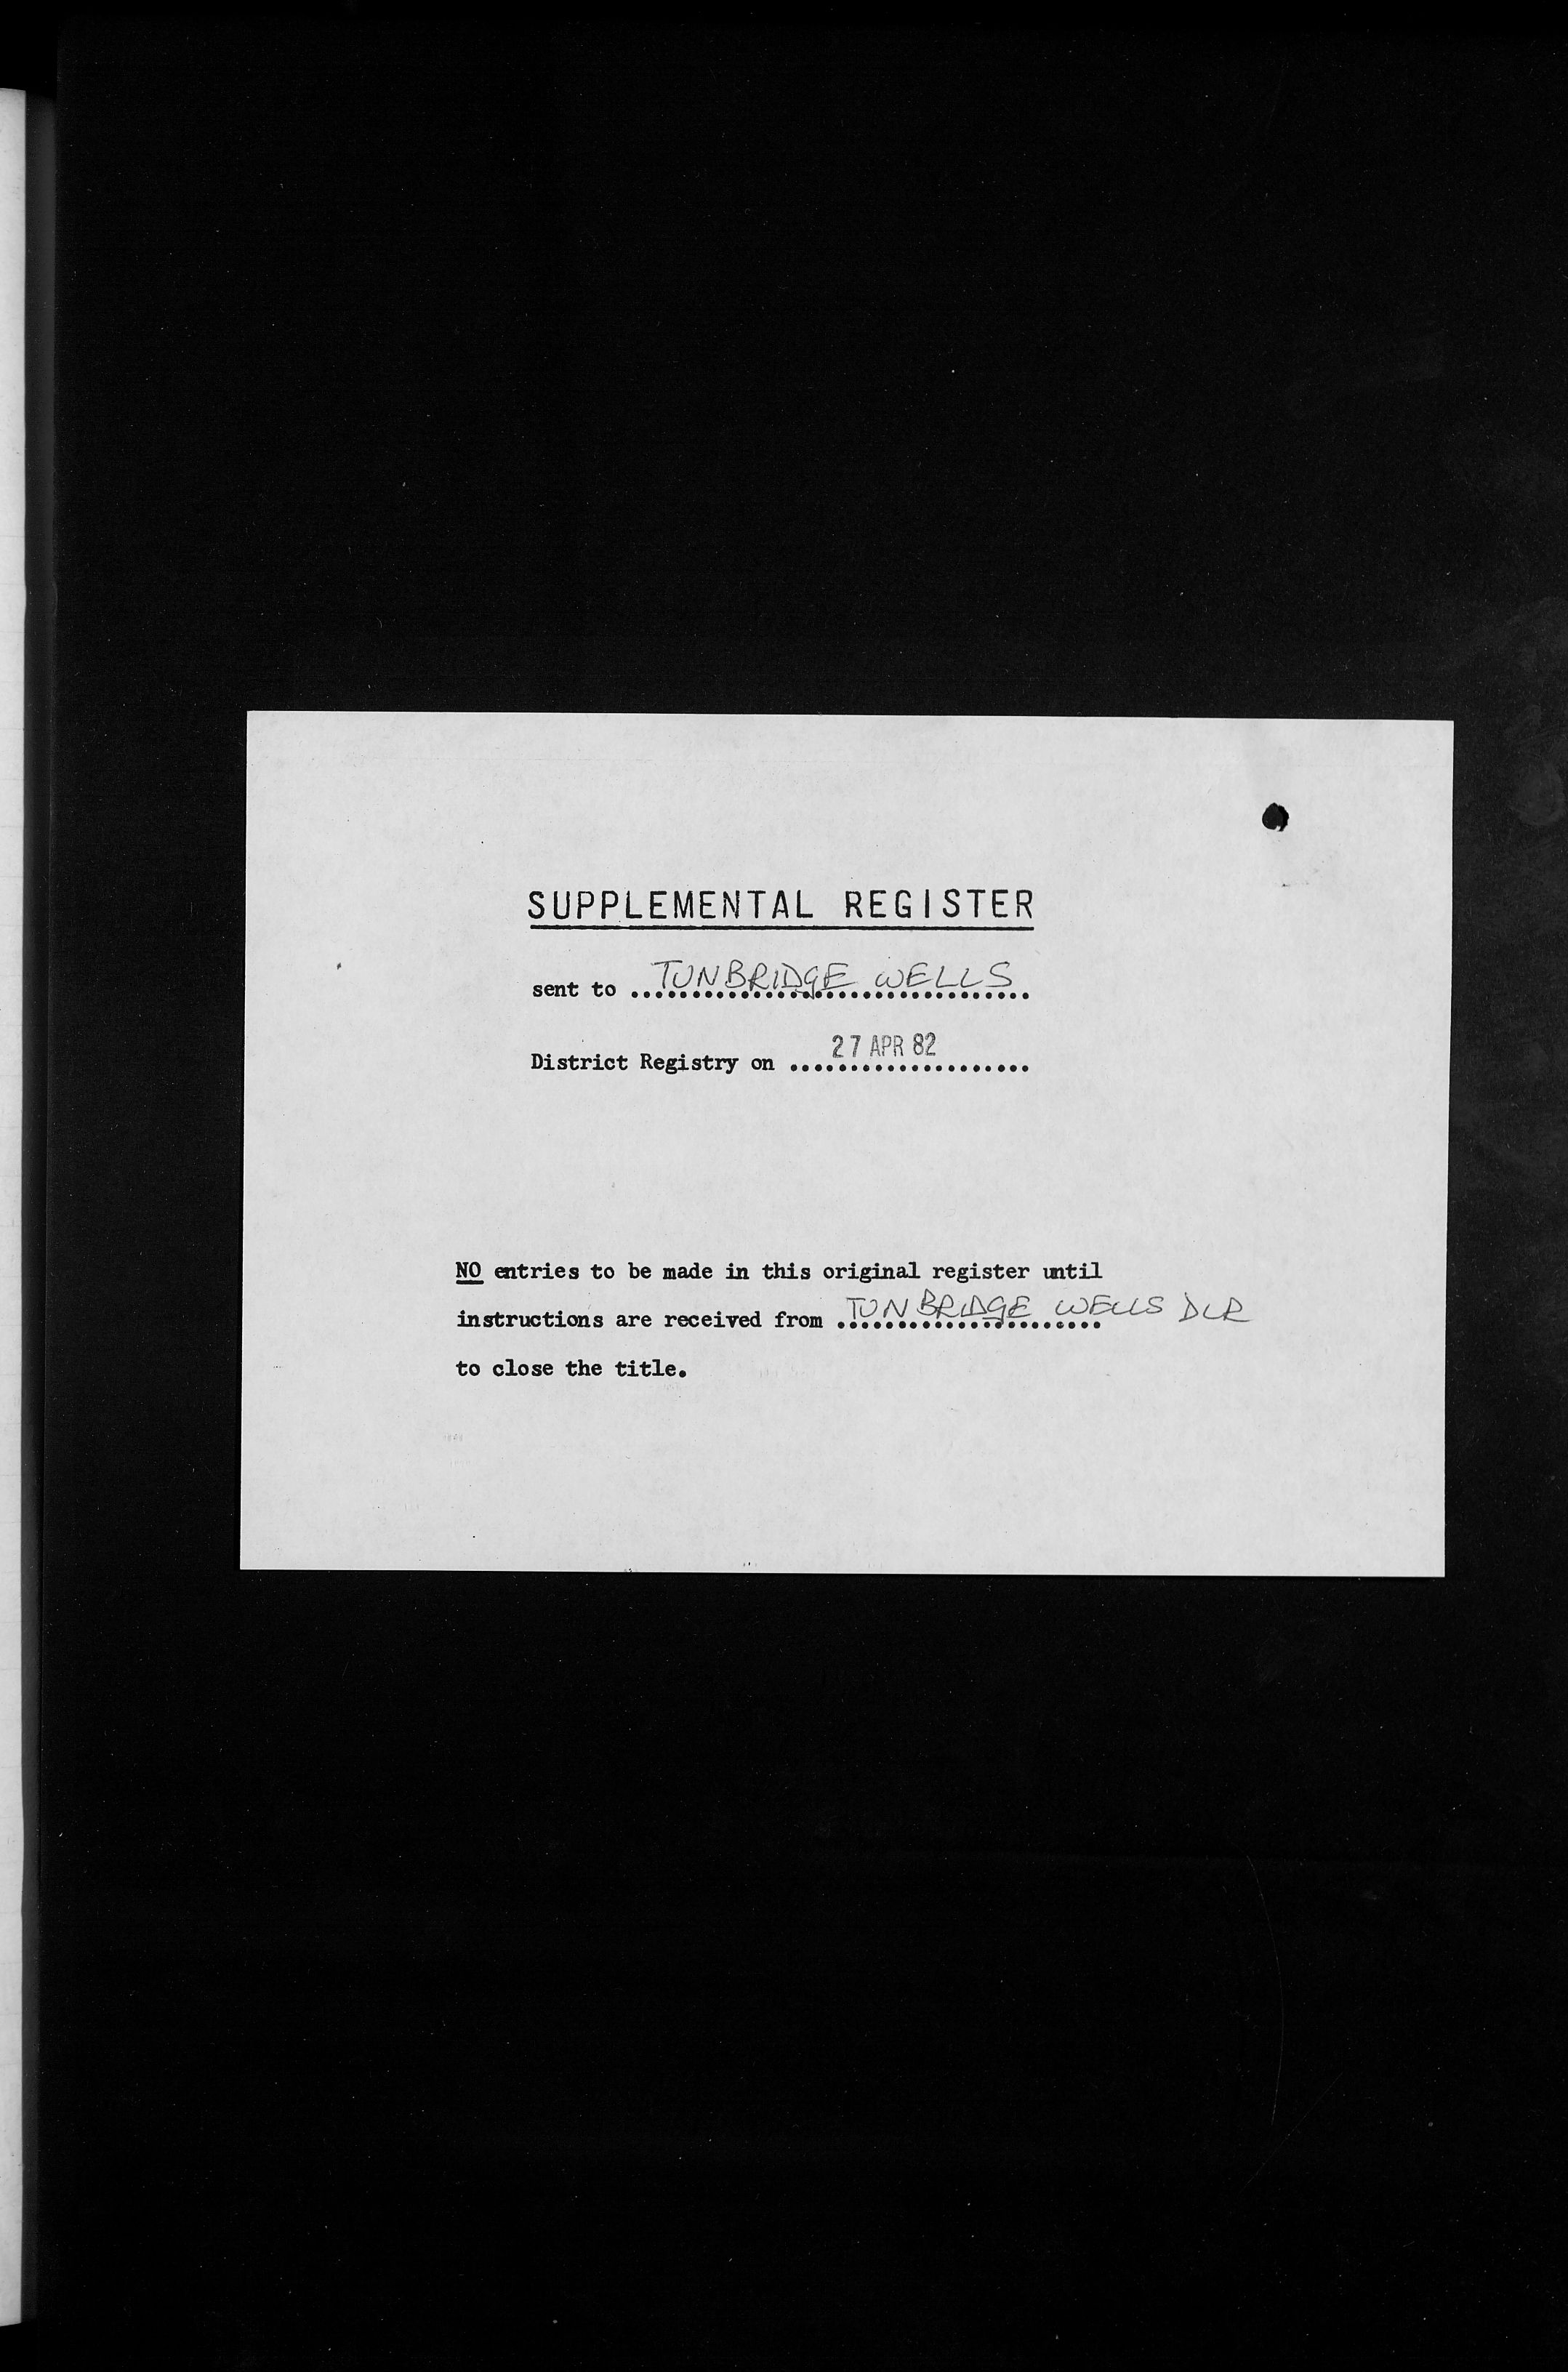 SUPPLEMENTAL REGISTER
sent to TUNBRIDGE WELLS
District Registry on 27 APR 82
NO entries to be made in this original register until
instructions are received from TUNBRIDGE WELLS DLR
to close the title.